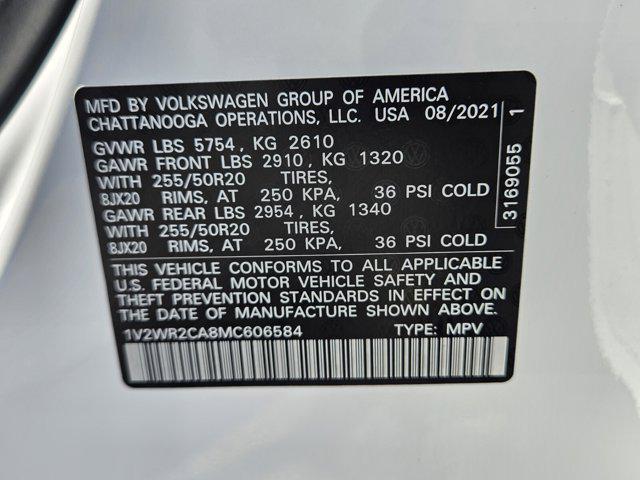 MFD BY VOLKSWAGEN GROUP OF AMERICA
CHATTANOOGA OPERATIONS, LLC. USA 08/2021
GVWR LBS 5754 , KG 2610
GAWR FRONT LBS 2910 , KG 1320
WITH 255/50R20 TIRES,
8JX20 RIMS, AT 250 KPA, 36 PSI COLD
GAWR REAR LBS 2954 , KG 1340
WITH 255/50R20 TIRES,
8JX20 RIMS, AT 250 KPA, 36 PSI COLD
THIS VEHICLE CONFORMS TO ALL APPLICABLE
U.S. FEDERAL MOTOR VEHICLE SAFETY AND
THEFT PREVENTION STANDARDS IN EFFECT ON
THE DATE OF MANUFACTURE SHOWN ABOVE.
1V2WR2CA8MC606584 TYPE: MPV
3169055 1